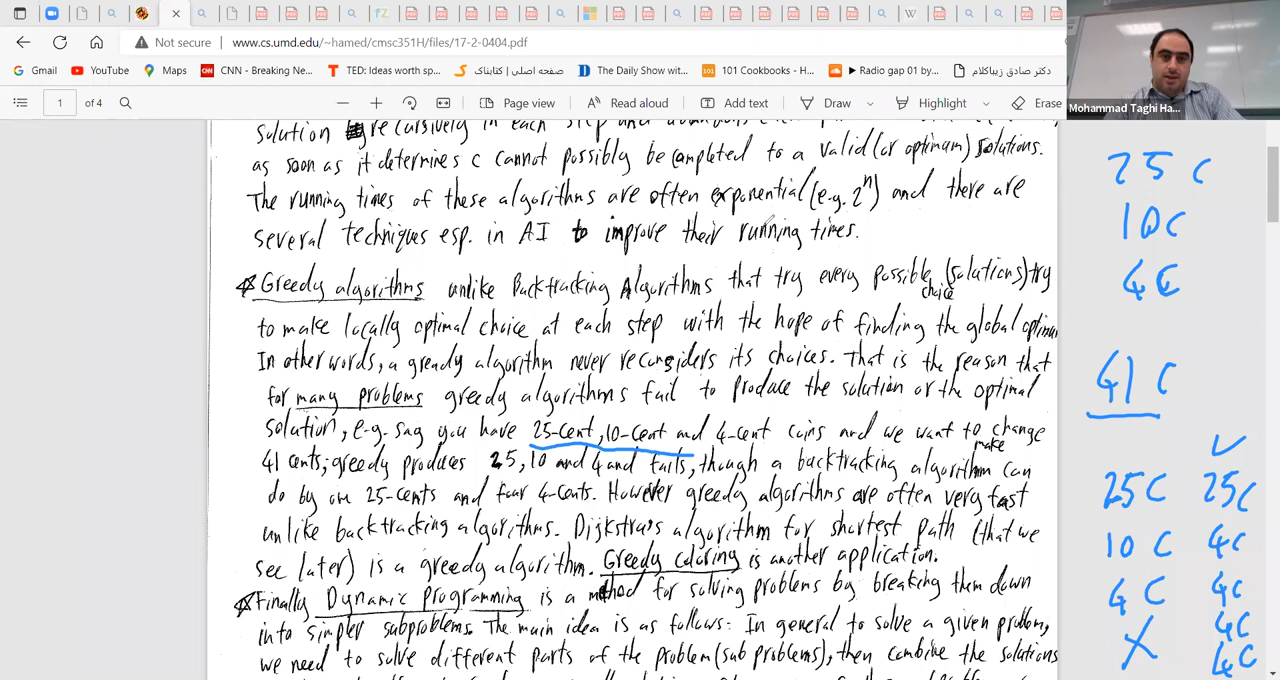 Not secure
www.cs.umd.edu/~hamed/cmsc351H/files/17-2-0404.pdf
Gmail
YouTube
Maps
CNN - Breaking Ne...
TED: Ideas worth sp...
صفحه اصلی | کتابناک
The Daily Show wit...
101 Cookbooks - H...
Radio gap 01 by...
دکتر صادق زیباکلام
1 of 4
Page view
Read aloud
Add text
Draw
Highlight
Erase
Mohammad Taghi Ha...
solution recursively in each step and
as soon as it determines c cannot possibly be completed to a valid (or optimum) solutions.
The running times of these algorithms are often exponential (e.g. 2^n) and there are
several techniques esp. in AI to improve their running times.
Greedy algorithms unlike Backtracking Algorithms that try every possible choice (solutions) try
to make locally optimal choice at each step with the hope of finding the global optimum
In other words, a greedy algorithm never reconsiders its choices. That is the reason that
for many problems greedy algorithms fail to produce the solution or the optimal
solution, e.g. say you have 25-cent, 10-cent and 4-cent coins and we want to make change
41 cents; greedy produces 25, 10 and 4 and fails, though a backtracking algorithm can
do by one 25-cents and four 4-cents. However greedy algorithms are often very fast
unlike backtracking algorithms. Dijkstra's algorithm for shortest path (that we
see later) is a greedy algorithm. Greedy coloring is another application.
Finally Dynamic programming is a method for solving problems by breaking them down
into simpler subproblems. The main idea is as follows: In general to solve a given problem,
we need to solve different parts of the problem (sub problems), then combine the solutions
25 C
10 C
4 C
41 C
25 C 25 C
10 C 4C
4 C 4C
X 4C
4C